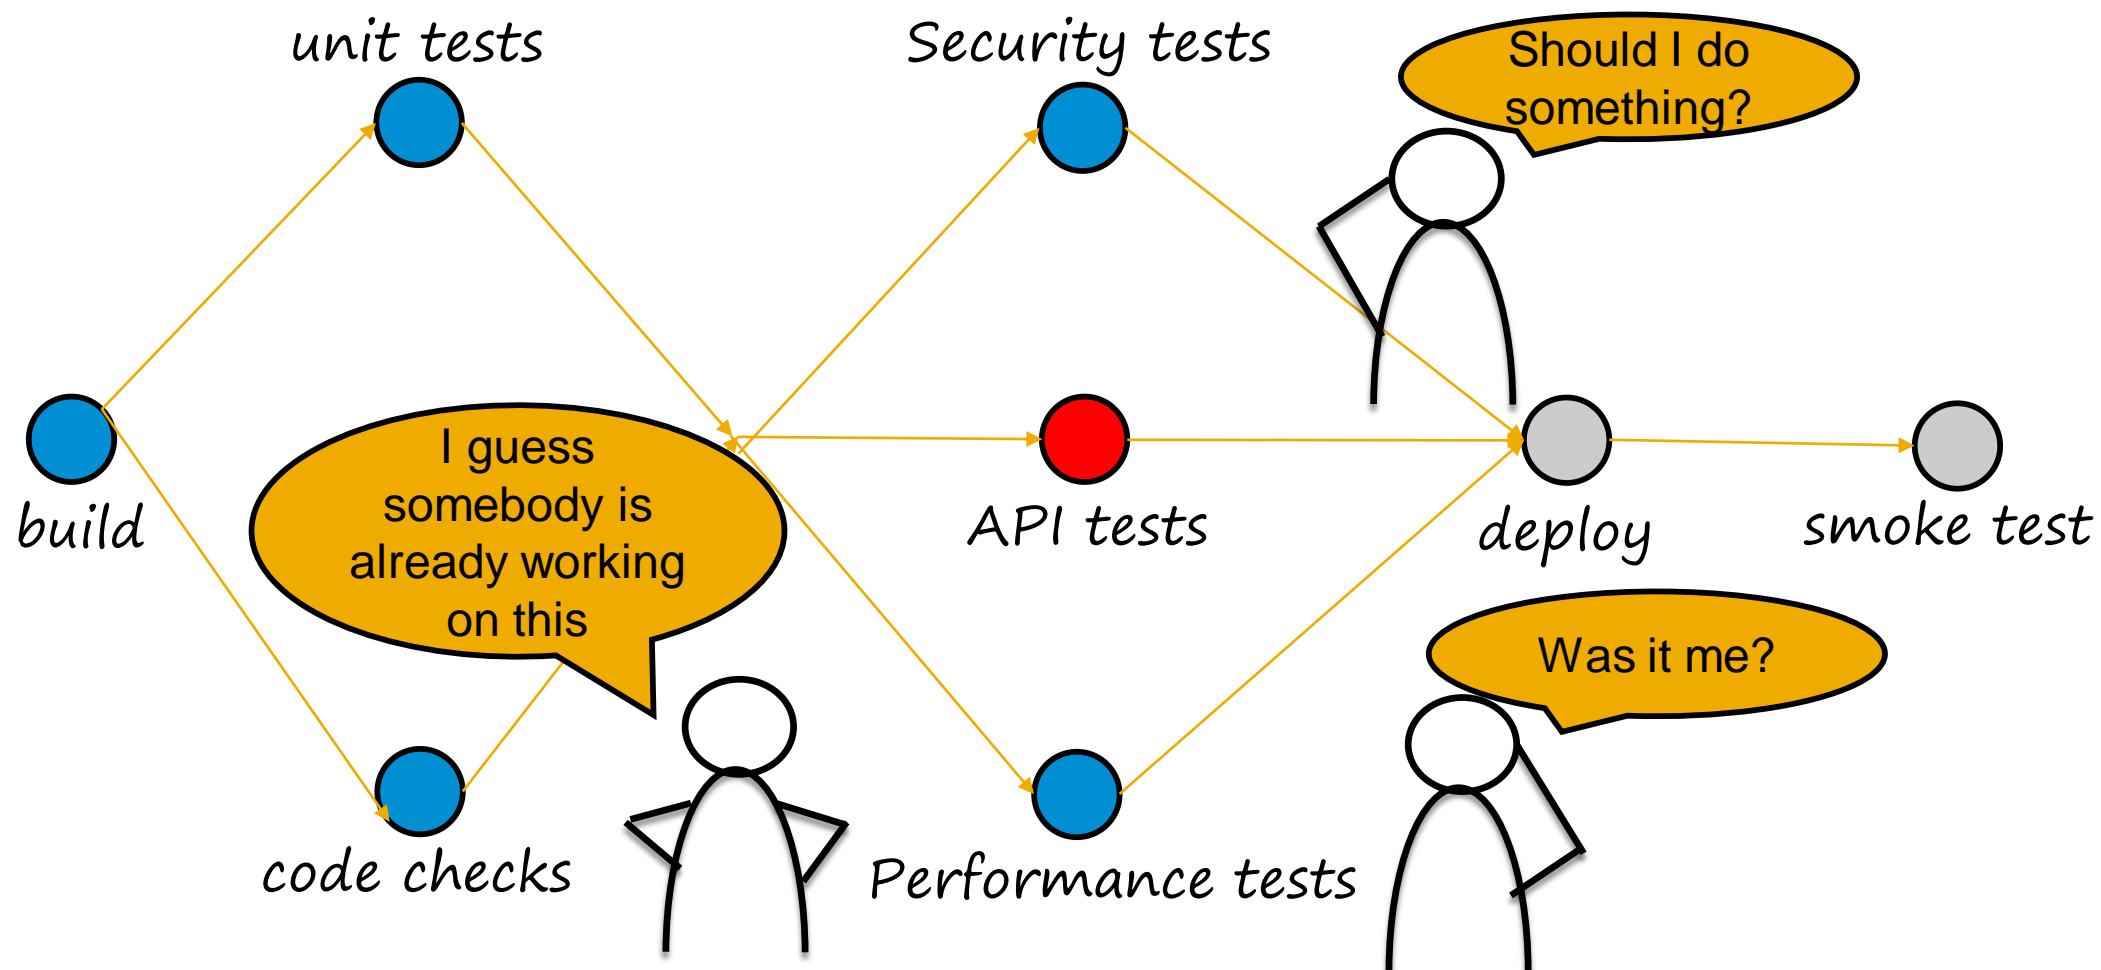 unit tests
Security tests
Should I do
something?
I guess
somebody is
already working
on this
build
API tests
deploy
smoke test
Was it me?
code checks
Performance tests